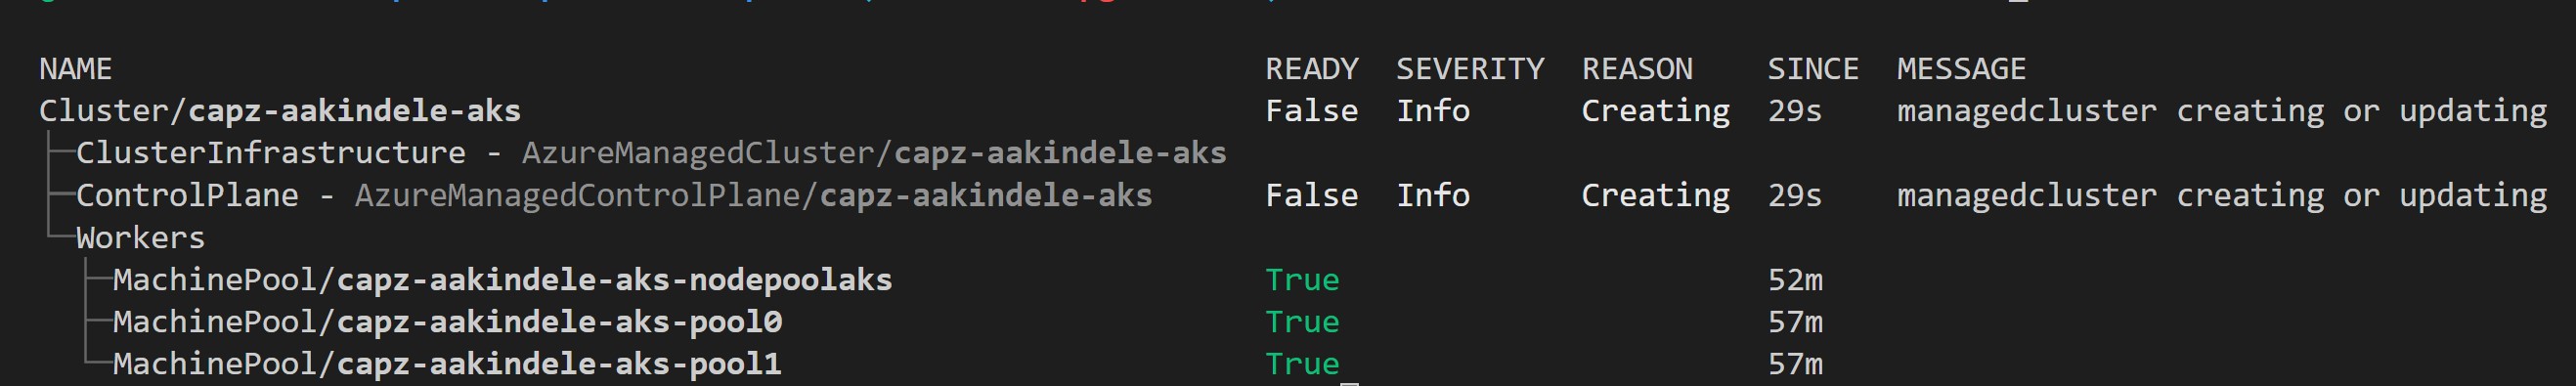 NAME READY SEVERITY REASON SINCE MESSAGE
Cluster/capz-aakindele-aks False Info Creating 29s managedcluster creating or updating
├─ClusterInfrastructure - AzureManagedCluster/capz-aakindele-aks
├─ControlPlane - AzureManagedControlPlane/capz-aakindele-aks False Info Creating 29s managedcluster creating or updating
└─Workers
├─MachinePool/capz-aakindele-aks-nodepoolaks True 52m
├─MachinePool/capz-aakindele-aks-pool0 True 57m
└─MachinePool/capz-aakindele-aks-pool1 True 57m